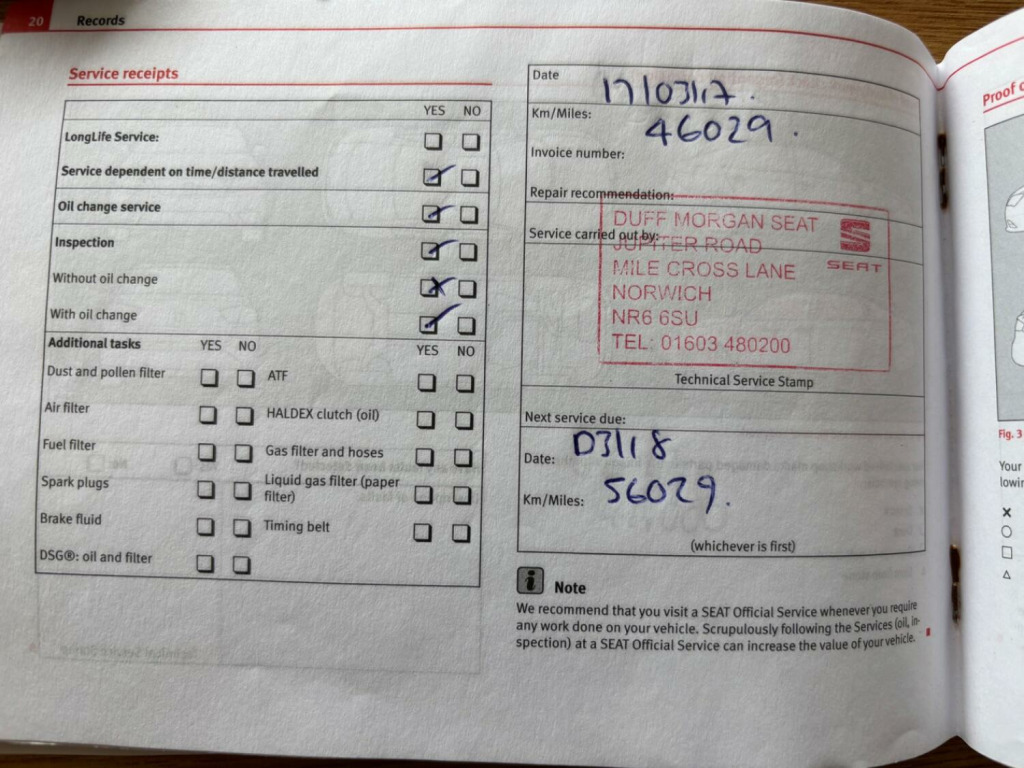 20 Records
Service receipts
YES NO
LongLife Service:
Service dependent on time/distance travelled
Oil change service
Inspection
Without oil change
With oil change
Additional tasks YES NO YES NO
Dust and pollen filter ATF
Air filter HALDEX clutch (oil)
Fuel filter Gas filter and hoses
Spark plugs Liquid gas filter (paper
filter)
Brake fluid Timing belt
DSG®: oil and filter
Date 17/03/17.
Km/Miles: 46029.
Invoice number:
Repair recommendation:
Service carried out by:
DUFF MORGAN SEAT
JUPITER ROAD
MILE CROSS LANE
NORWICH
NR6 6SU
TEL: 01603 480200
SEAT
Technical Service Stamp
Next service due:
Date: 03/18
Km/Miles: 56029.
(whichever is first)
i Note
We recommend that you visit a SEAT Official Service whenever you require
any work done on your vehicle. Scrupulously following the Services (oil, in-
spection) at a SEAT Official Service can increase the value of your vehicle.
Proof
Fig. 3
Your